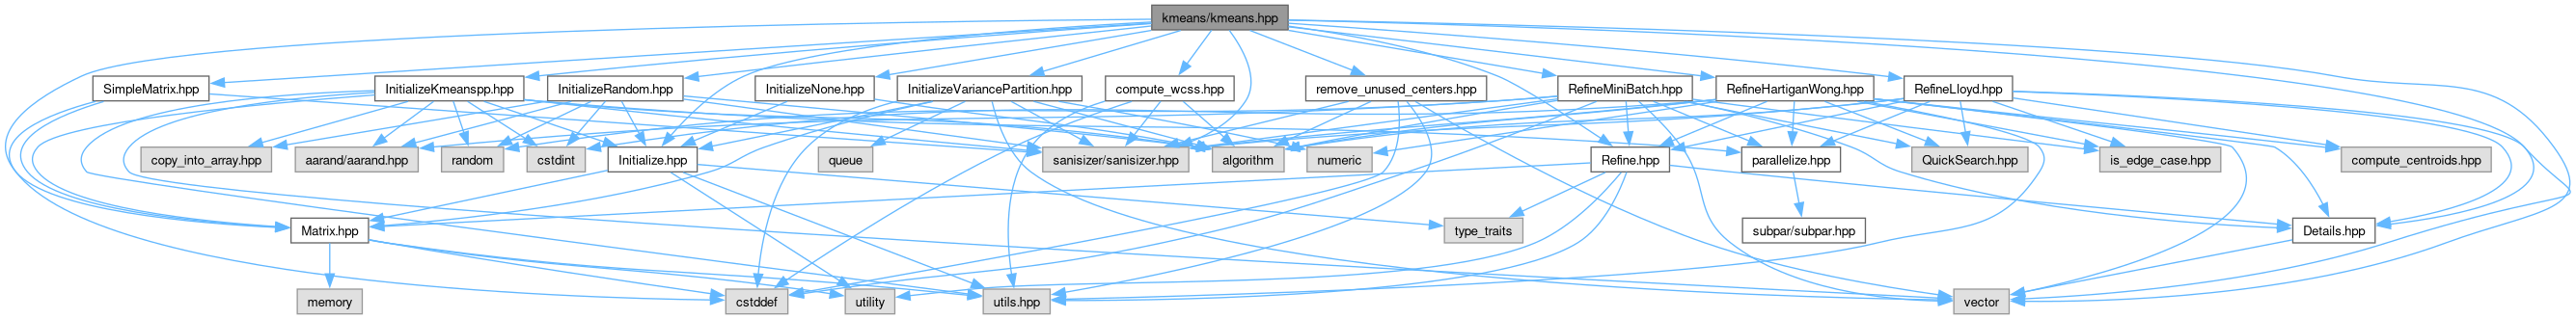 kmeans/kmeans.hpp
SimpleMatrix.hpp
InitializeKmeanspp.hpp
InitializeRandom.hpp
InitializeNone.hpp
InitializeVariancePartition.hpp
compute_wcss.hpp
remove_unused_centers.hpp
RefineMiniBatch.hpp
RefineHartiganWong.hpp
RefineLloyd.hpp
copy_into_array.hpp
aarand/aarand.hpp
random
cstdint
Initialize.hpp
queue
sanisizer/sanisizer.hpp
algorithm
numeric
Refine.hpp
parallelize.hpp
QuickSearch.hpp
is_edge_case.hpp
compute_centroids.hpp
Matrix.hpp
type_traits
subpar/subpar.hpp
Details.hpp
memory
cstddef
utility
utils.hpp
vector